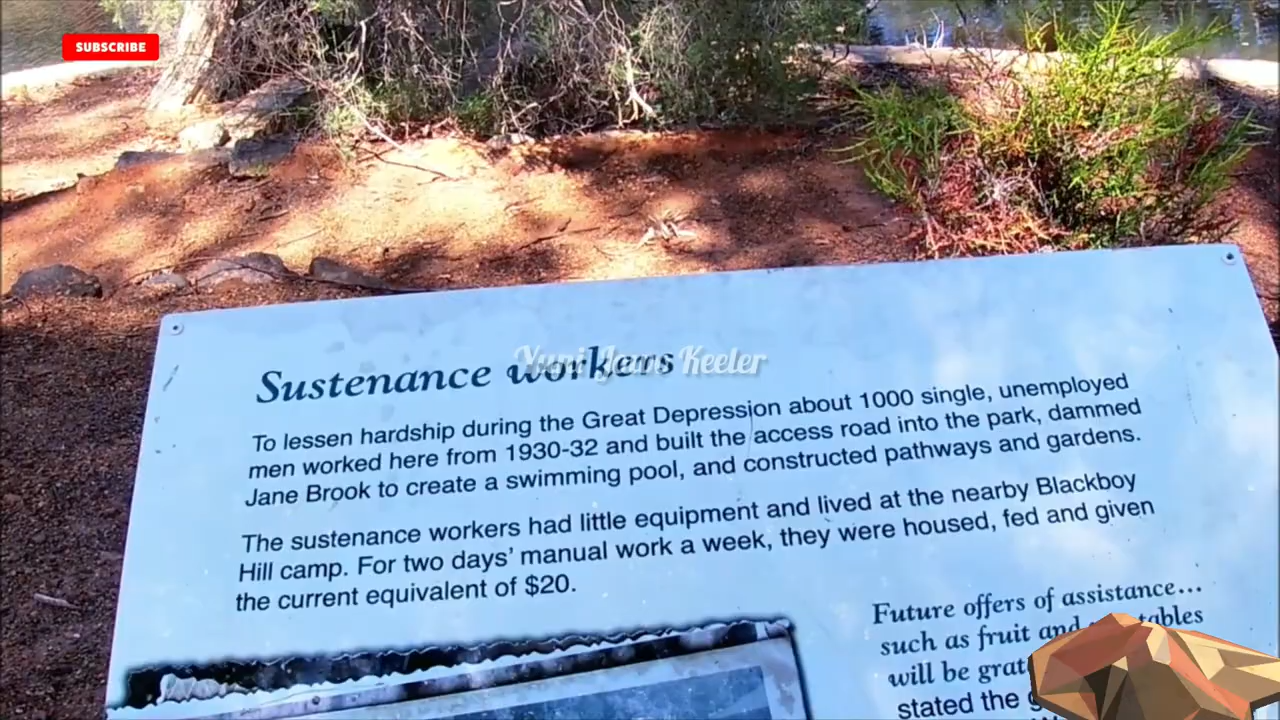 SUBSCRIBE
Sustenance workers
Yumi Jean Keeler
To lessen hardship during the Great Depression about 1000 single, unemployed
men worked here from 1930-32 and built the access road into the park, dammed
Jane Brook to create a swimming pool, and constructed pathways and gardens.
The sustenance workers had little equipment and lived at the nearby Blackboy
Hill camp. For two days' manual work a week, they were housed, fed and given
the current equivalent of $20.
Future offers of assistance...
such as fruit and
will be
stated the